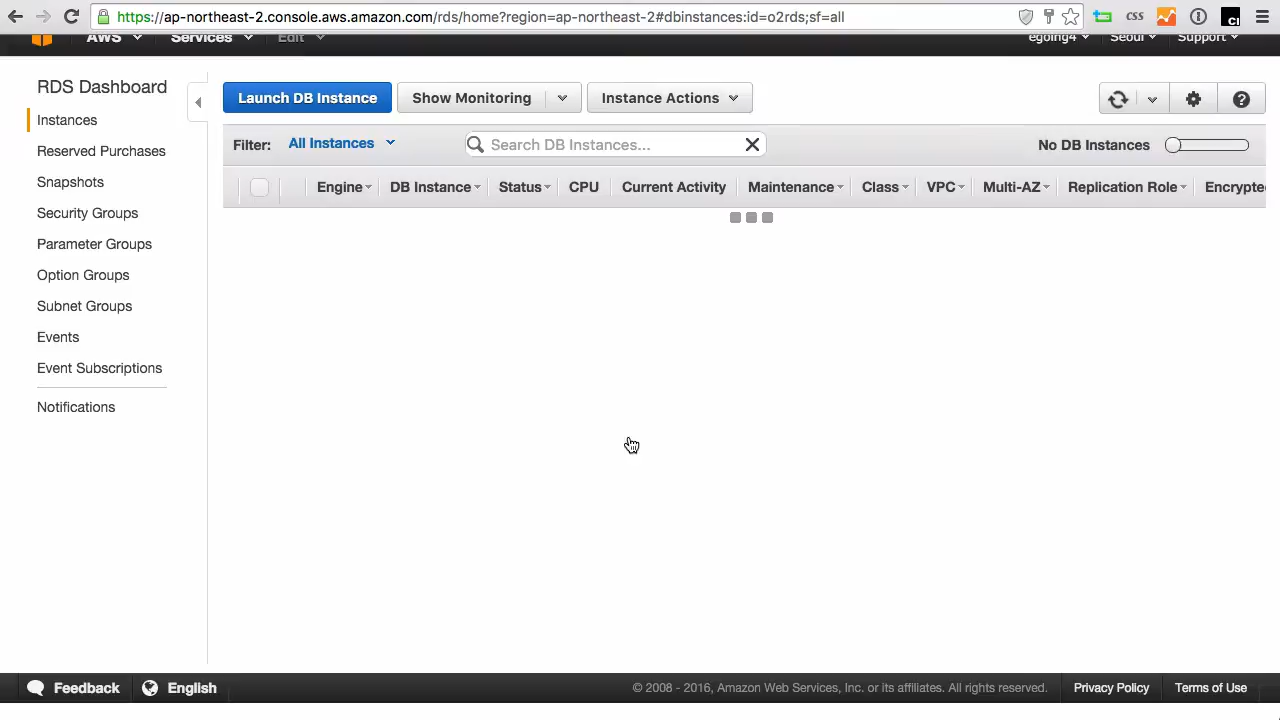 https://ap-northeast-2.console.aws.amazon.com/rds/home?region=ap-northeast-2#dbinstances:id=o2rds;sf=all
CSS
AWS Services Edit egoing4 Seoul Support
RDS Dashboard
Instances
Reserved Purchases
Snapshots
Security Groups
Parameter Groups
Option Groups
Subnet Groups
Events
Event Subscriptions
Notifications
Launch DB Instance Show Monitoring Instance Actions
Filter: All Instances Search DB Instances... No DB Instances
Engine DB Instance Status CPU Current Activity Maintenance Class VPC Multi-AZ Replication Role Encrypte
Feedback English © 2008 - 2016, Amazon Web Services, Inc. or its affiliates. All rights reserved. Privacy Policy Terms of Use